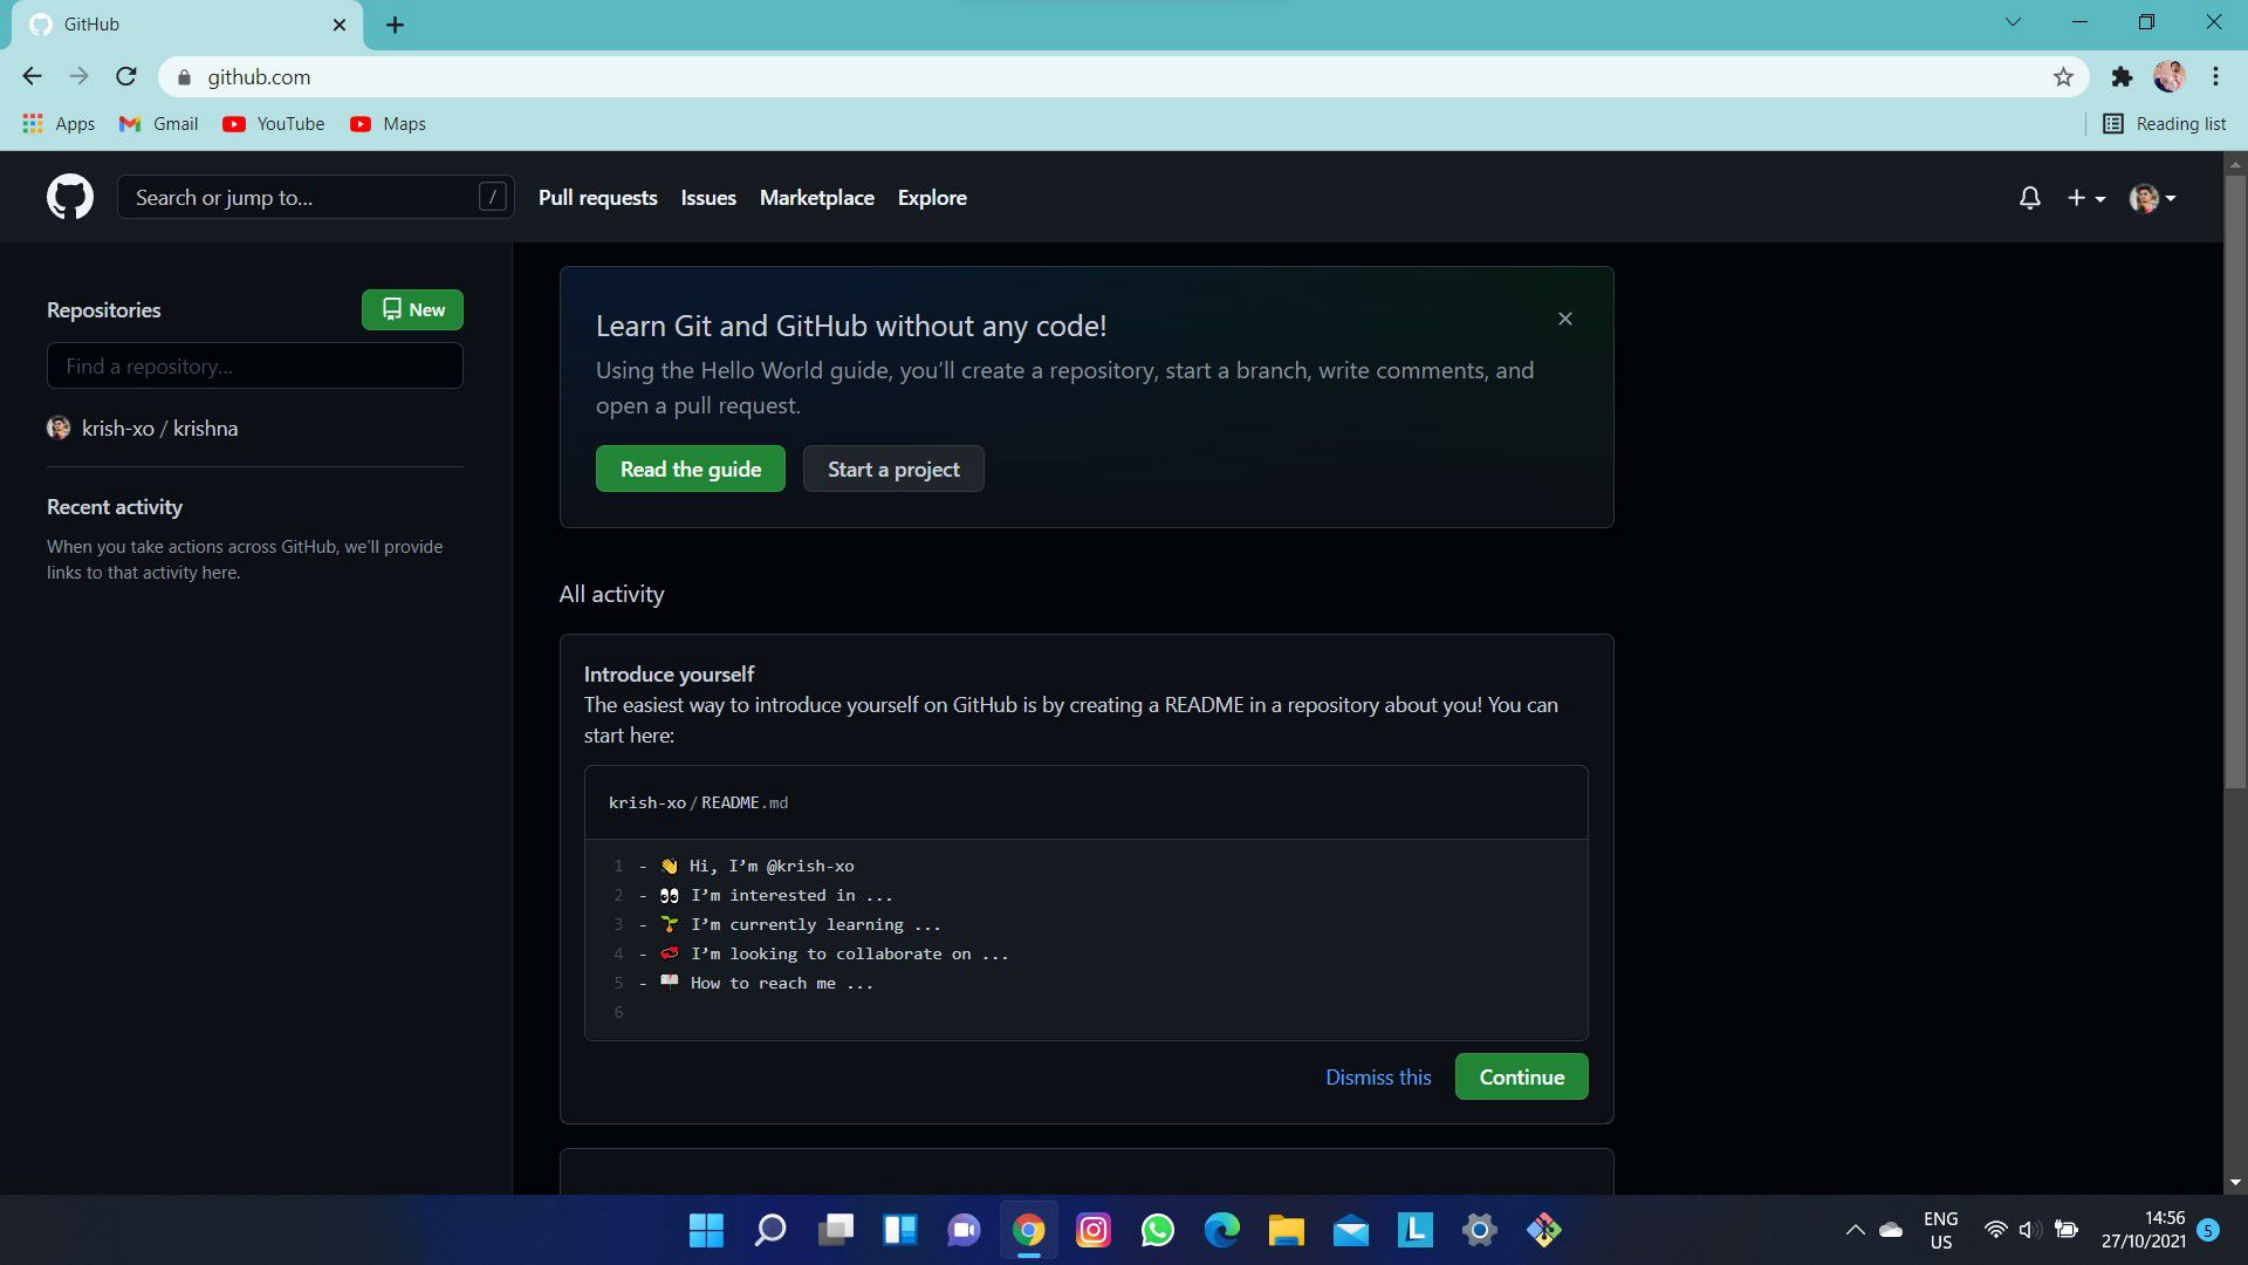 GitHub
github.com
Apps Gmail YouTube Maps Reading list
Search or jump to... / Pull requests Issues Marketplace Explore
Repositories New
Find a repository...
krish-xo / krishna
Recent activity
When you take actions across GitHub, we'll provide
links to that activity here.
Learn Git and GitHub without any code!
Using the Hello World guide, you'll create a repository, start a branch, write comments, and
open a pull request.
Read the guide Start a project
All activity
Introduce yourself
The easiest way to introduce yourself on GitHub is by creating a README in a repository about you! You can
start here:
krish-xo / README.md
1 - 👋 Hi, I'm @krish-xo
2 - 👀 I'm interested in ...
3 - 🌱 I'm currently learning ...
4 - 💞️ I'm looking to collaborate on ...
5 - 📫 How to reach me ...
6
Dismiss this Continue
L
ENG
US
14:56
27/10/2021
5